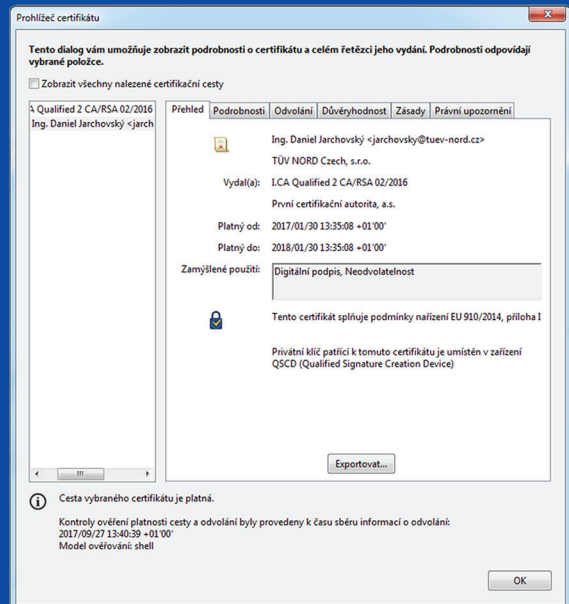 Prohlížeč certifikátu
Tento dialog vám umožňuje zobrazit podrobnosti o certifikátu a celém řetězci jeho vydání. Podrobnosti odpovídají
vybrané položce.
Zobrazit všechny nalezené certifikační cesty
A Qualified 2 CA/RSA 02/2016
Ing. Daniel Jarchovský <jarch
Přehled Podrobnosti Odvolání Důvěryhodnost Zásady Právní upozornění
Ing. Daniel Jarchovský <jarchovsky@tuev-nord.cz>
TÜV NORD Czech, s.r.o.
Vydal(a): I.CA Qualified 2 CA/RSA 02/2016
První certifikační autorita, a.s.
Platný od: 2017/01/30 13:35:08 +01'00'
Platný do: 2018/01/30 13:35:08 +01'00'
Zamýšlené použití: Digitální podpis, Neodvolatelnost
Tento certifikát splňuje podmínky nařízení EU 910/2014, příloha I
Privátní klíč patřící k tomuto certifikátu je umístěn v zařízení
QSCD (Qualified Signature Creation Device)
Exportovat...
Cesta vybraného certifikátu je platná.
Kontroly ověření platnosti cesty a odvolání byly provedeny k času sběru informací o odvolání:
2017/09/27 13:40:39 +01'00'
Model ověřování: shell
OK